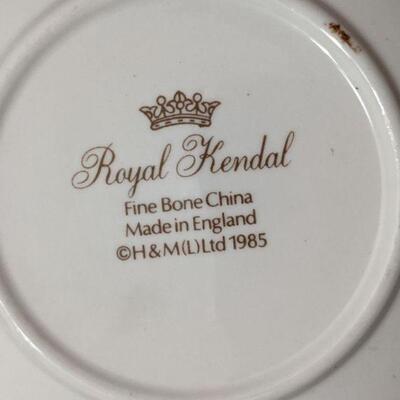 Royal Kendal
Fine Bone China
Made in England
©H&M(L)Ltd 1985